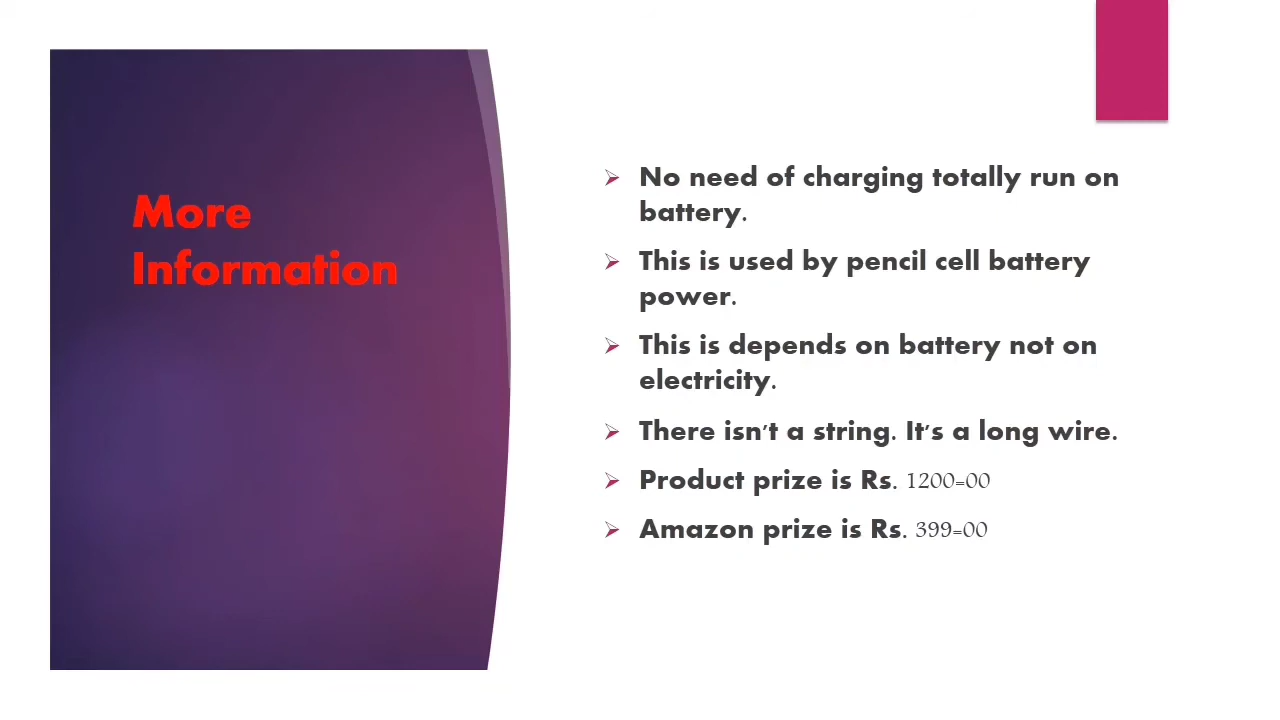 More
Information
No need of charging totally run on
battery.
This is used by pencil cell battery
power.
This is depends on battery not on
electricity.
There isn't a string. It's a long wire.
Product prize is Rs. 1200=00
Amazon prize is Rs. 399=00